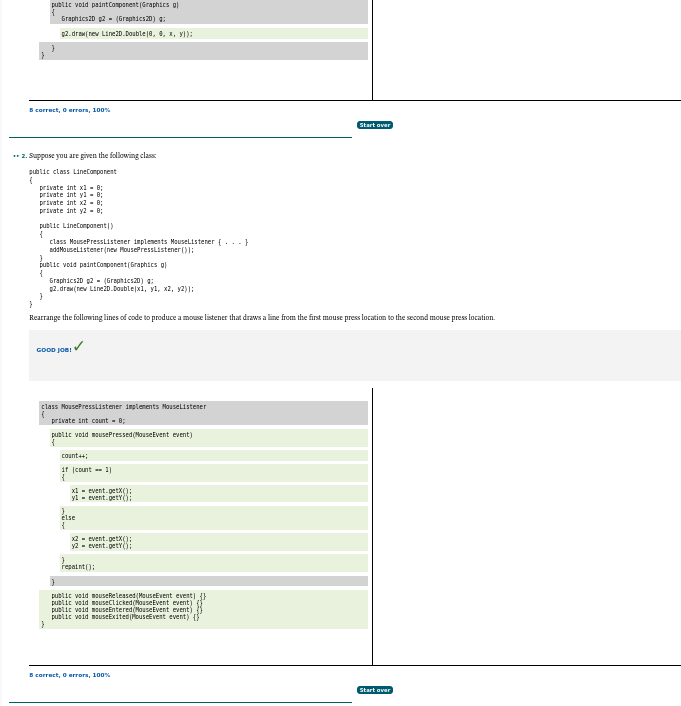 public void paintComponent(Graphics g)
{
Graphics2D g2 = (Graphics2D) g;
g2.draw(new Line2D.Double(0, 0, x, y));
}
}
8 correct, 0 errors, 100%
Start over
•• 2. Suppose you are given the following class:
public class LineComponent
{
private int x1 = 0;
private int y1 = 0;
private int x2 = 0;
private int y2 = 0;
public LineComponent()
{
class MousePressListener implements MouseListener { . . . }
addMouseListener(new MousePressListener());
}
public void paintComponent(Graphics g)
{
Graphics2D g2 = (Graphics2D) g;
g2.draw(new Line2D.Double(x1, y1, x2, y2));
}
}
Rearrange the following lines of code to produce a mouse listener that draws a line from the first mouse press location to the second mouse press location.
GOOD JOB!
class MousePressListener implements MouseListener
{
private int count = 0;
public void mousePressed(MouseEvent event)
{
count++;
if (count == 1)
{
x1 = event.getX();
y1 = event.getY();
}
else
{
x2 = event.getX();
y2 = event.getY();
}
repaint();
}
public void mouseReleased(MouseEvent event) {}
public void mouseClicked(MouseEvent event) {}
public void mouseEntered(MouseEvent event) {}
public void mouseExited(MouseEvent event) {}
}
8 correct, 0 errors, 100%
Start over